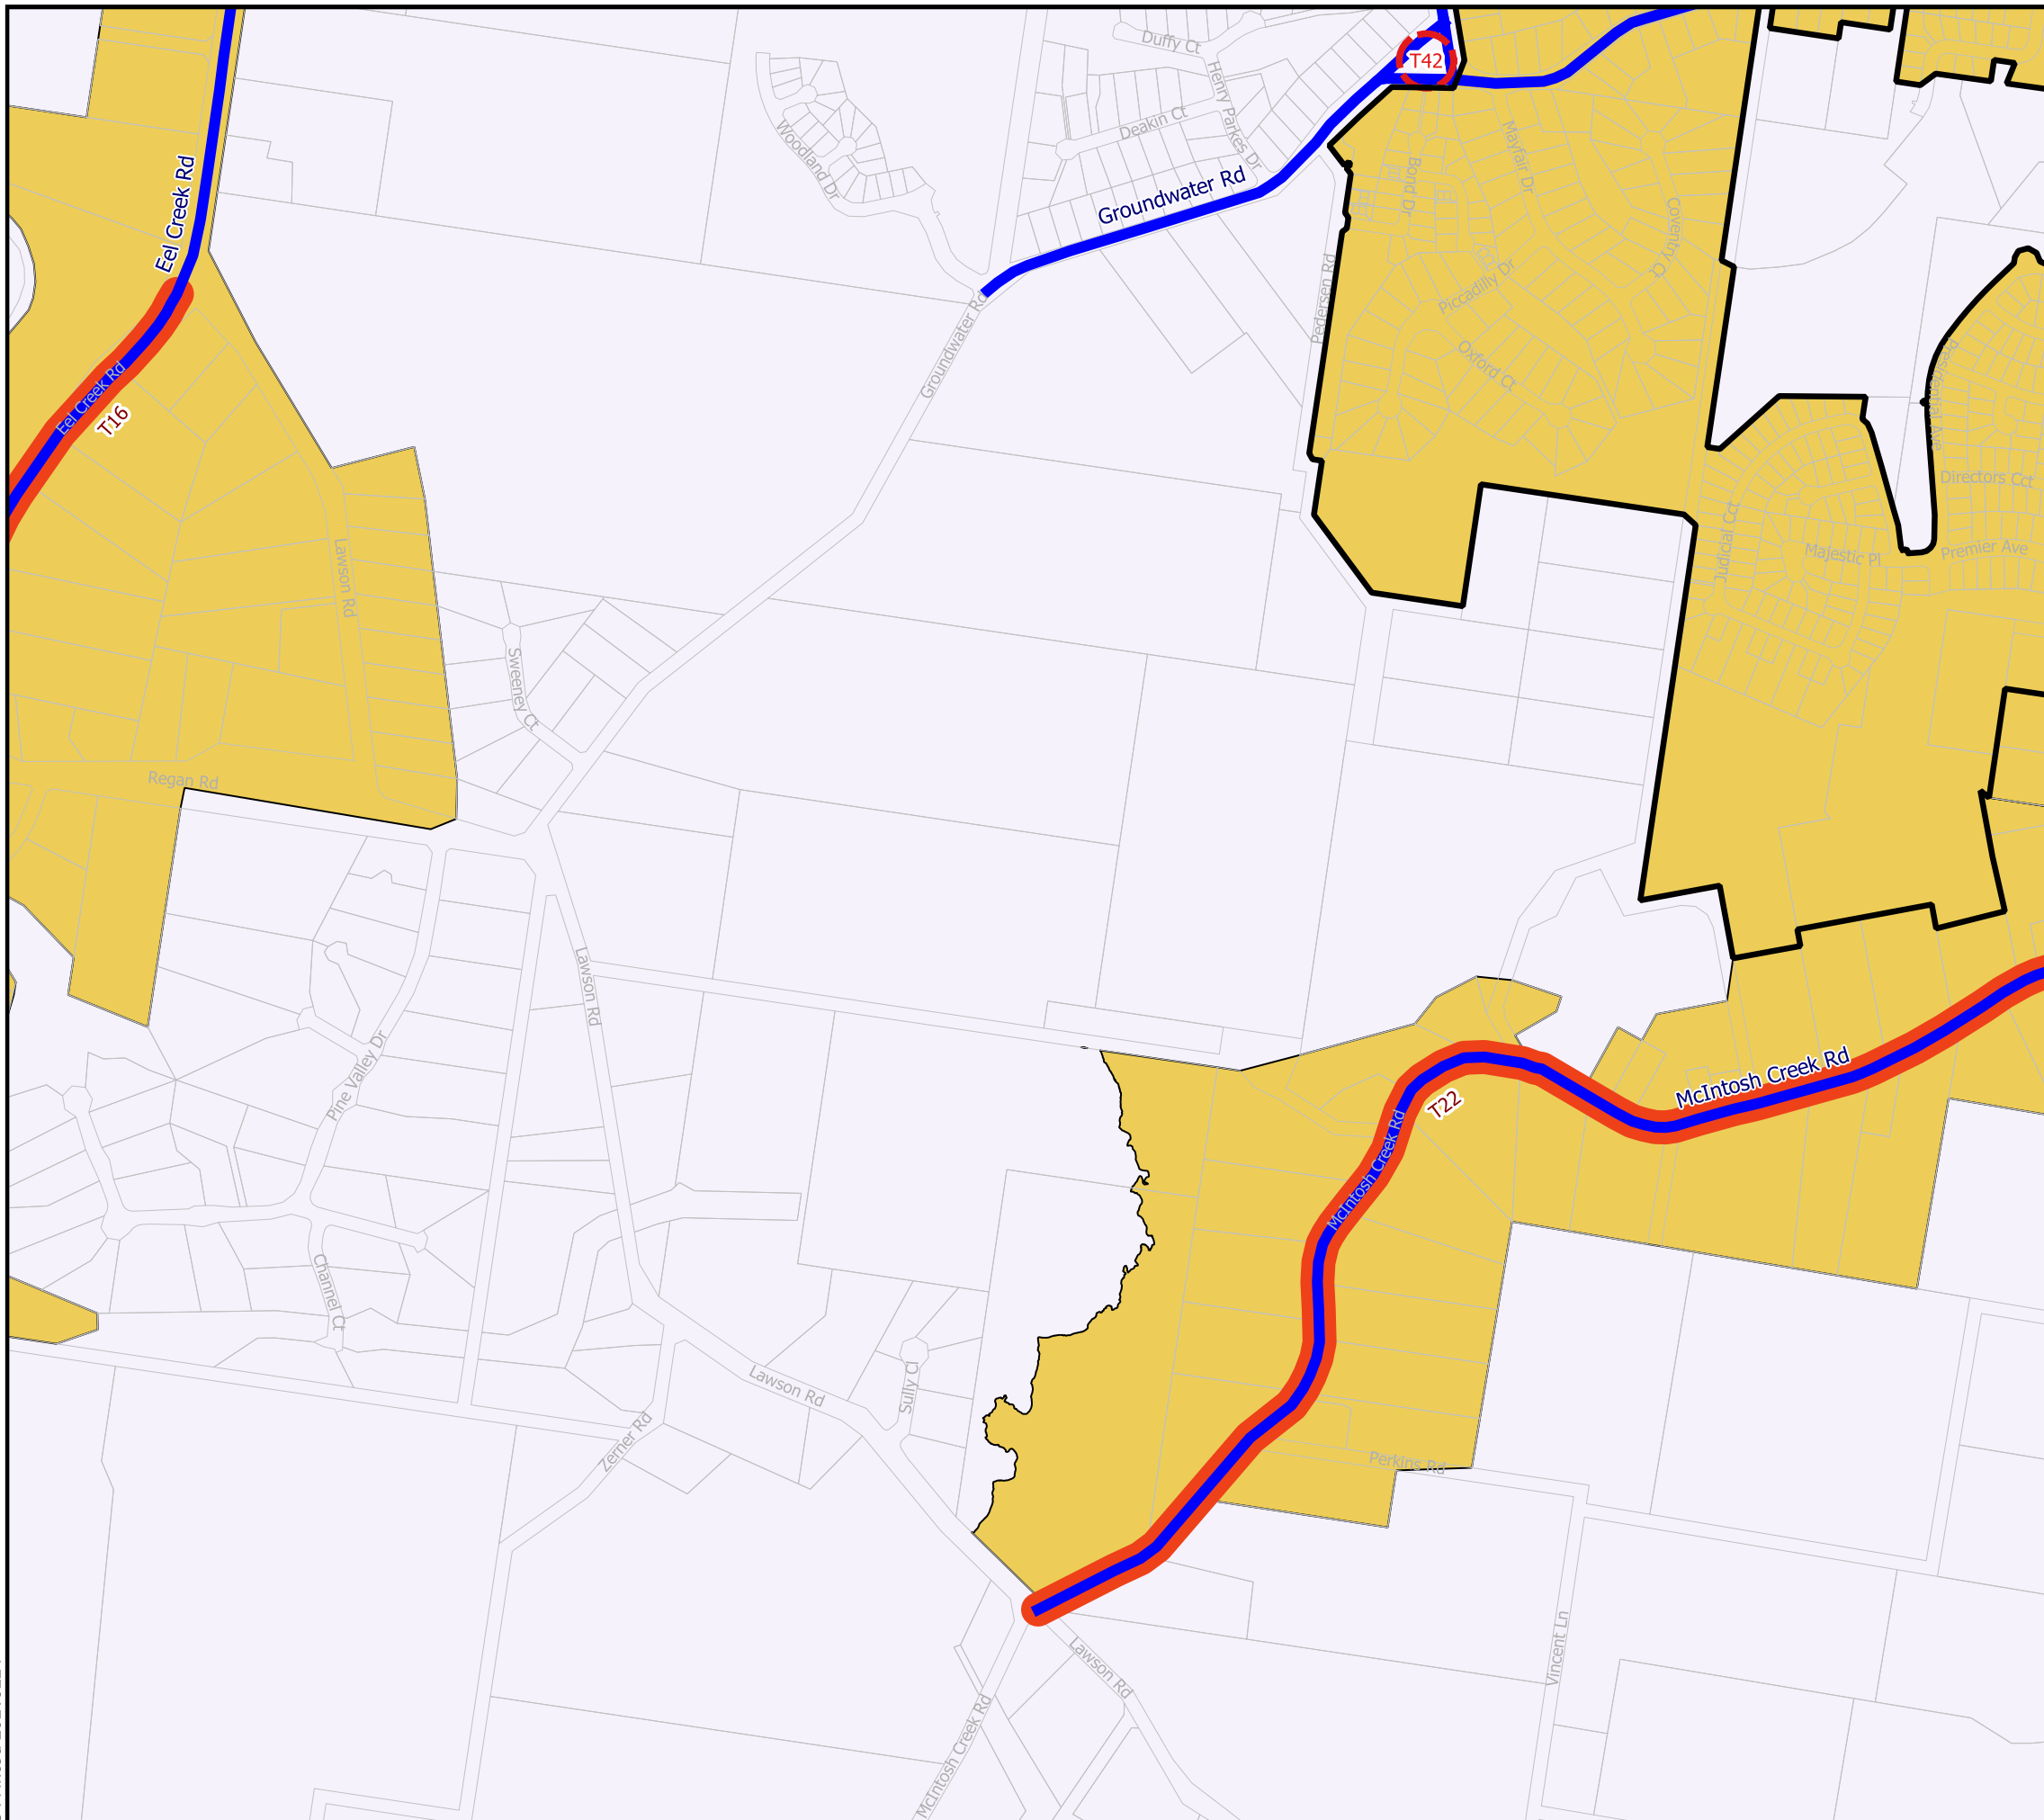 Duffy Ct
T42
Henry Parkes Dr
Deakin Ct
Woodland Dr
Mayfair Dr
Bond Dr
Eel Creek Rd
Groundwater Rd
Coventry Ct
Pedersen Rd
Piccadilly Dr
Groundwater Rd
Oxford Ct
Presidential Ave
Eel Creek Rd
T16
Directors Cct
Judicial Cct
Majestic Pl
Premier Ave
Lawson Rd
Sweeney Ct
Regan Rd
Lawson Rd
Pine Valley Dr
McIntosh Creek Rd
T22
McIntosh Creek Rd
Channel Ct
Lawson Rd
Sully Cl
Zerner Rd
Perkins Rd
Vincent Ln
Lawson Rd
McIntosh Creek Rd